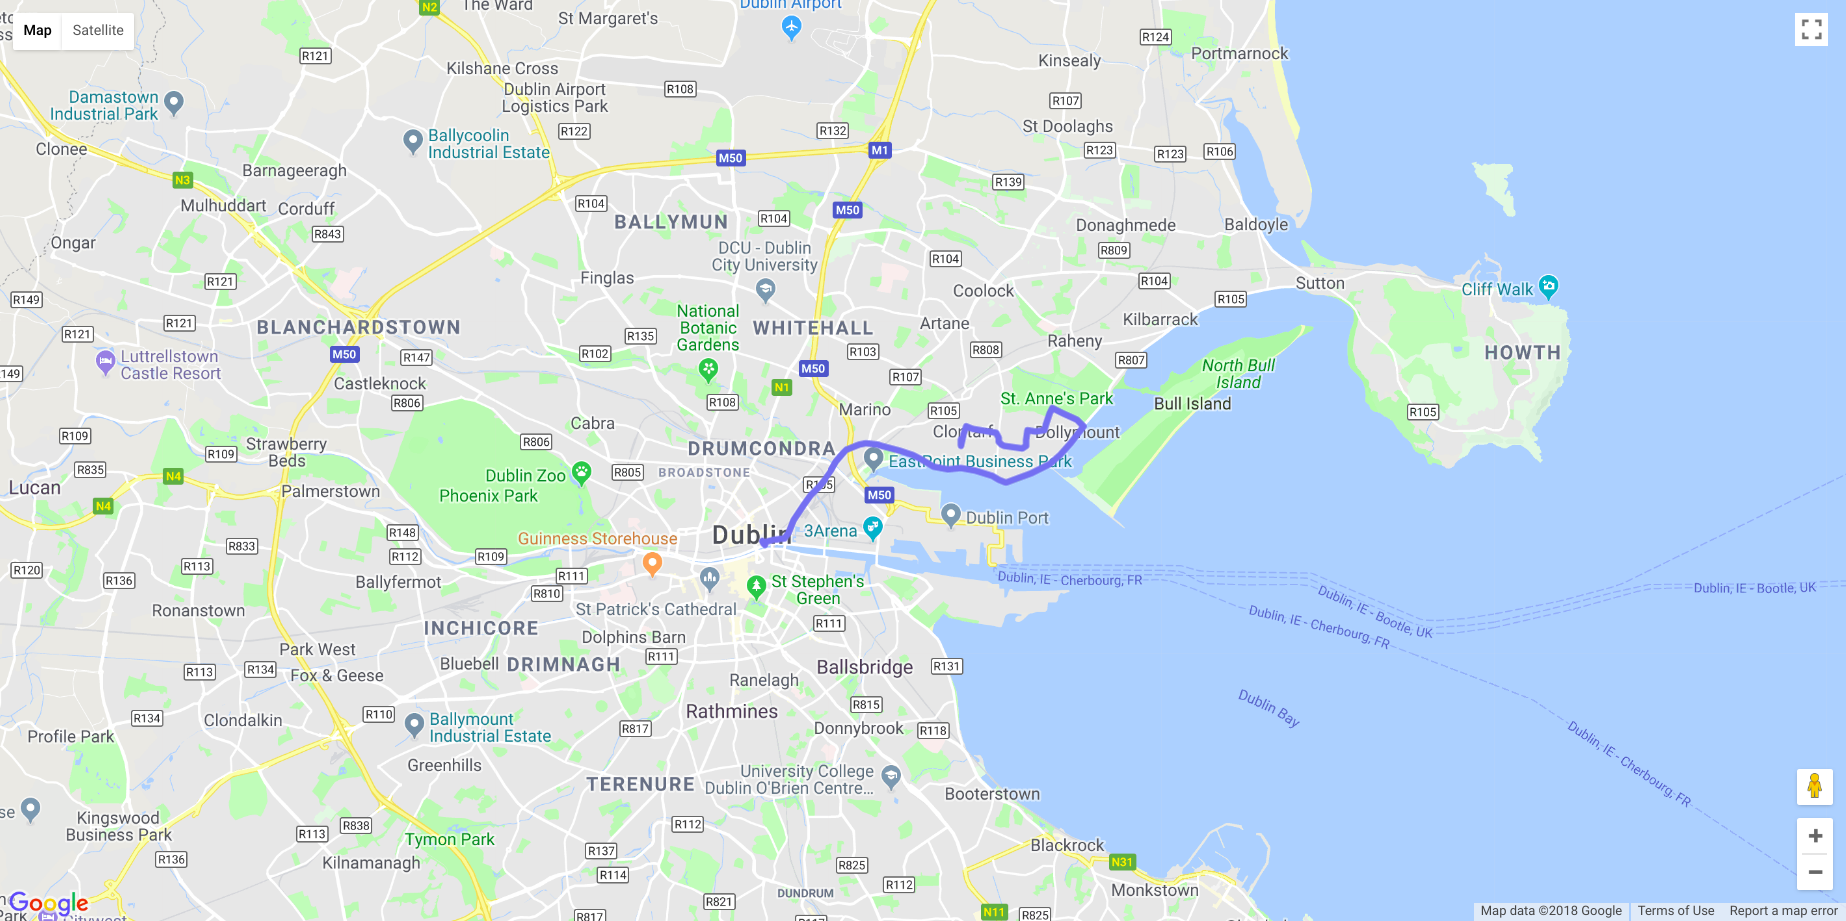 N2
The Ward
St Margaret's
Dublin Airport
Map
Satellite
R124
Portmarnock
R121
Kilshane Cross
Kinsealy
Dublin Airport
Logistics Park
R108
R107
Damastown
Industrial Park
R122
R132
St Doolaghs
Ballycoolin
Industrial Estate
Clonee
M50
M1
R123
R123
R106
Barnageeragh
N3
R139
Mulhuddart
Corduff
R104
M50
BALLYMUN
R104
Donaghmede
Baldoyle
R843
Ongar
DCU - Dublin
City University
R809
R104
Finglas
R121
R104
Sutton
Cliff Walk
R149
Coolock
R105
National
Botanic
Gardens
R121
BLANCHARDSTOWN
WHITEHALL
Artane
Kilbarrack
R121
R135
Raheny
M50
R147
R102
R103
R808
R807
HOWTH
Luttrellstown
Castle Resort
North Bull
Island
R149
Castleknock
M50
R107
N1
R806
R108
Marino
R105
St. Anne's Park
Bull Island
R105
Cabra
Clontarf
Dollymount
R109
R806
Strawberry
Beds
DRUMCONDRA
R109
R835
N4
R805
BROADSTONE
EastPoint Business Park
Dublin Zoo
Lucan
Palmerstown
Phoenix Park
R105
M50
N4
Dublin Port
Dublin
3Arena
R148
Guinness Storehouse
R833
R112
R109
R120
R136
Ballyfermot
R111
St Stephen's
Green
Dublin, IE - Cherbourg, FR
Dublin, IE - Bootle, UK
Dublin, IE - Bootle, UK
R810
Ronanstown
St Patrick's Cathedral
Dublin, IE - Cherbourg, FR
INCHICORE
R111
Dolphins Barn
Park West
R111
Bluebell
DRIMNAGH
Ballsbridge
R131
R113
R134
Fox & Geese
Ranelagh
Dublin Bay
R134
R110
Rathmines
R815
Clondalkin
Ballymount
Industrial Estate
R817
Donnybrook
R118
Profile Park
Dublin, IE - Cherbourg, FR
Greenhills
TERENURE
University College
Dublin O'Brien Centre...
Booterstown
Kingswood
Business Park
R113
R838
R112
Tymon Park
R136
Kilnamanagh
R137
Blackrock
R825
N31
R114
R112
DUNDRUM
Monkstown
Google
Citywest
R817
R721
R117
N11
R825
Map data ©2018 Google
Terms of Use
Report a map error